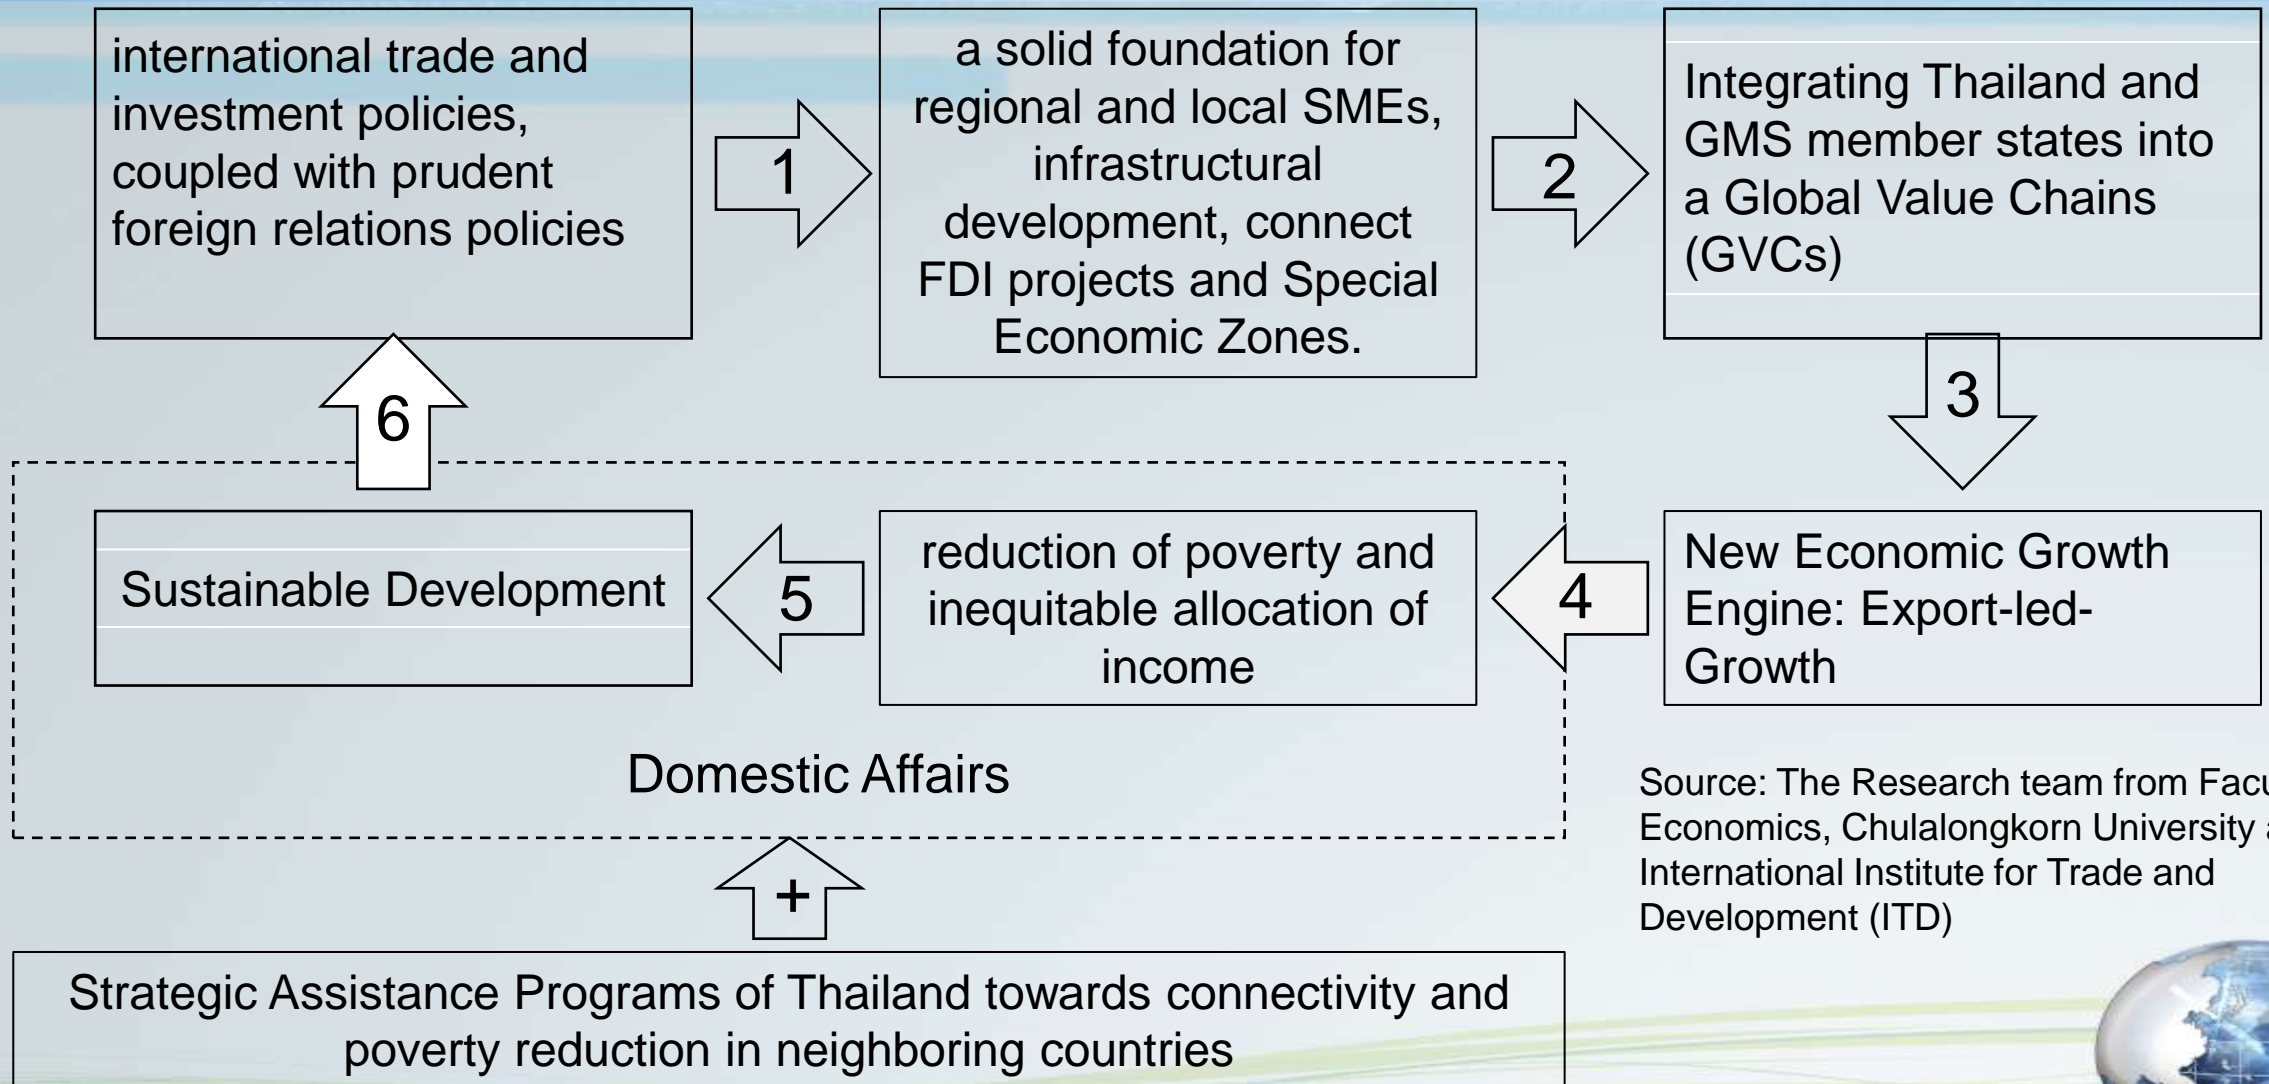 international trade and
investment policies,
coupled with prudent
foreign relations policies
1
a solid foundation for
regional and local SMEs,
infrastructural
development, connect
FDI projects and Special
Economic Zones.
2
Integrating Thailand and
GMS member states into
a Global Value Chains
(GVCs)
3
New Economic Growth
Engine: Export-led-
Growth
4
reduction of poverty and
inequitable allocation of
income
5
Sustainable Development
6
Domestic Affairs
+
Strategic Assistance Programs of Thailand towards connectivity and
poverty reduction in neighboring countries
Source: The Research team from
Economics, Chulalongkorn University
International Institute for Trade and
Development (ITD)